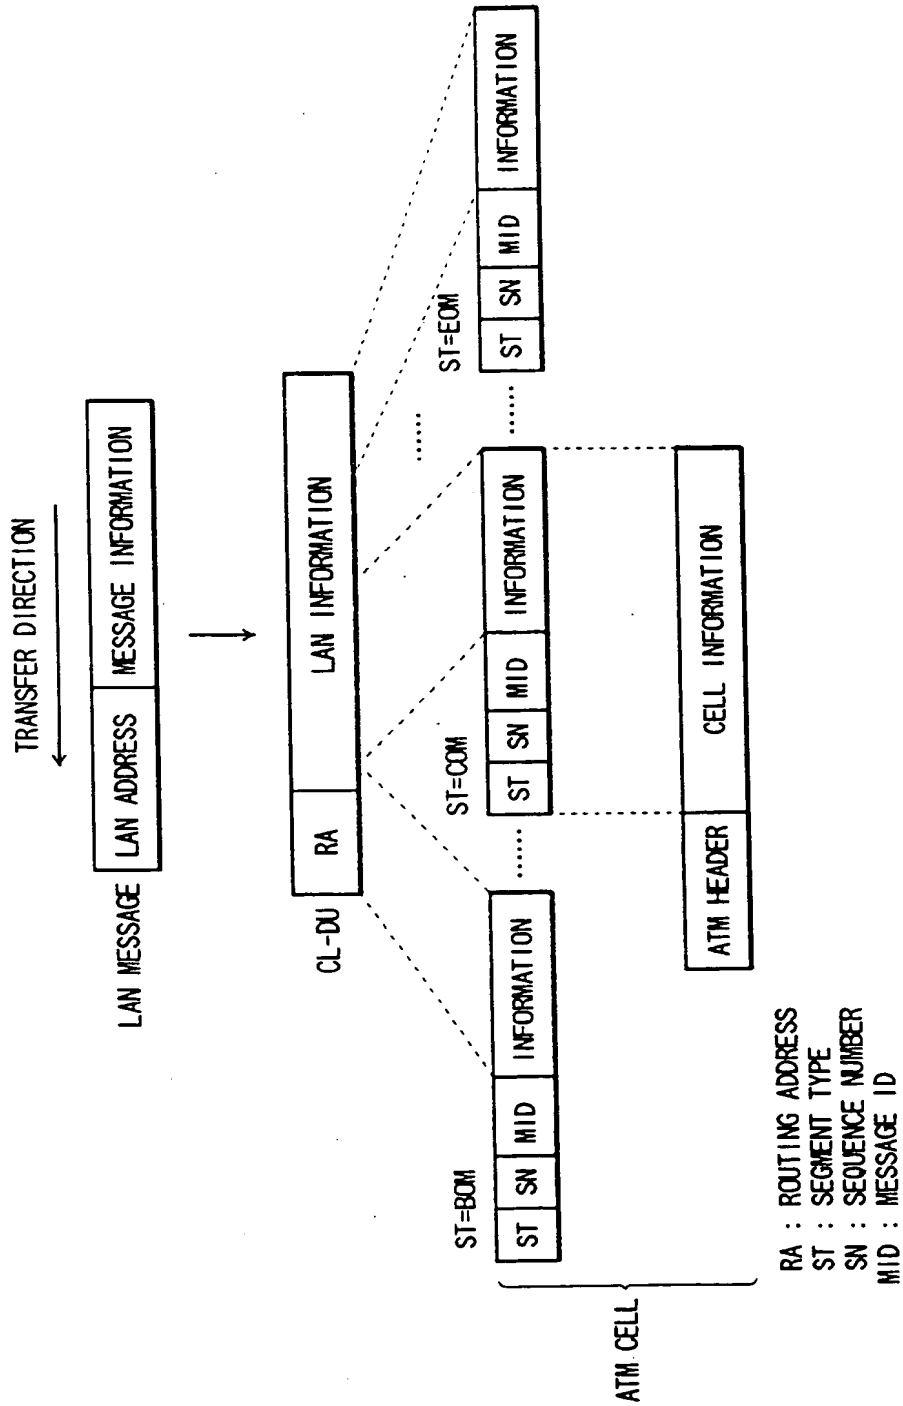 TRANSFER DIRECTION
LAN MESSAGE
LAN ADDRESS
MESSAGE INFORMATION
CL-DU
RA
LAN INFORMATION
......
ST=BOM
ST
SN
MID
INFORMATION
......
ST=COM
ST
SN
MID
INFORMATION
......
ST=EOM
ST
SN
MID
INFORMATION
ATM CELL
ATM HEADER
CELL INFORMATION
RA : ROUTING ADDRESS
ST : SEGMENT TYPE
SN : SEQUENCE NUMBER
MID : MESSAGE ID